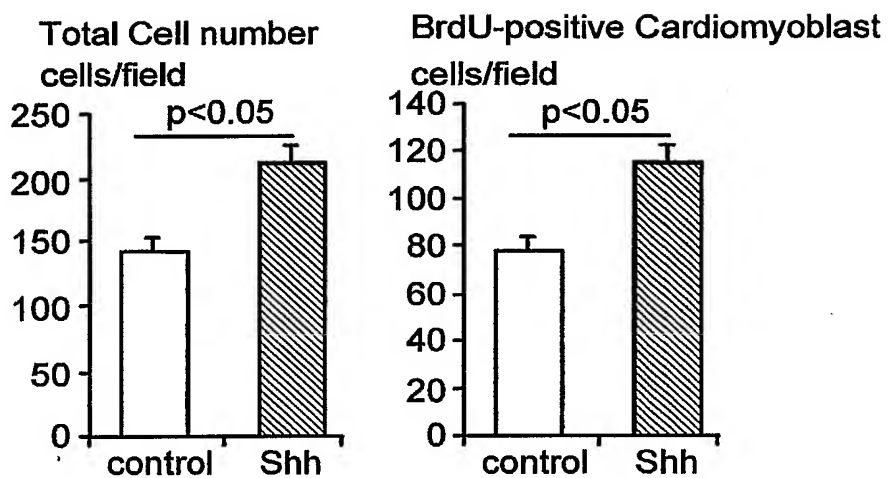 Total Cell number
cells/field
250
200
150
100
50
0
p<0.05
control Shh
BrdU-positive Cardiomyoblast
cells/field
140
120
100
80
60
40
20
0
p<0.05
control Shh